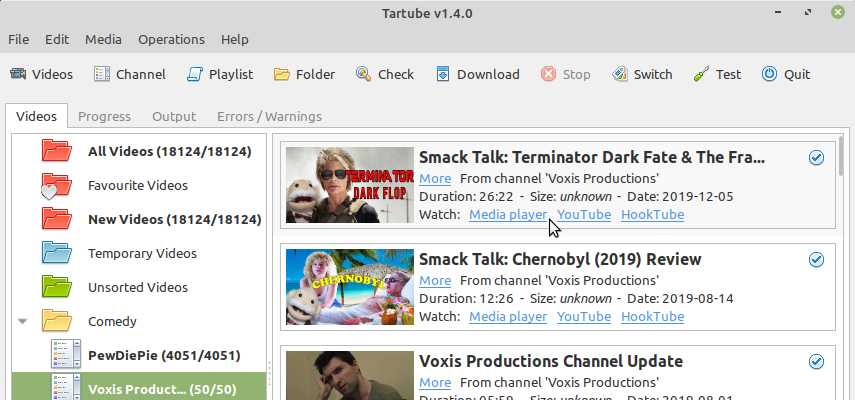 Tartube v1.4.0
File Edit Media Operations Help
Videos Channel Playlist Folder Check Download Stop Switch Test Quit
Videos Progress Output Errors / Warnings
All Videos (18124/18124)
Favourite Videos
New Videos (18124/18124)
Temporary Videos
Unsorted Videos
Comedy
PewDiePie (4051/4051)
Voxis Product... (50/50)
TERMINATOR
DARK FLOP
Smack Talk: Terminator Dark Fate & The Fra...
More From channel 'Voxis Productions'
Duration: 26:22 - Size: unknown - Date: 2019-12-05
Watch: Media player YouTube HookTube
CHERNOBYL
Smack Talk: Chernobyl (2019) Review
More From channel 'Voxis Productions'
Duration: 12:26 - Size: unknown - Date: 2019-08-14
Watch: Media player YouTube HookTube
Voxis Productions Channel Update
More From channel 'Voxis Productions'
Duration: 05:59 - Size: unknown - Date: 2019-08-01